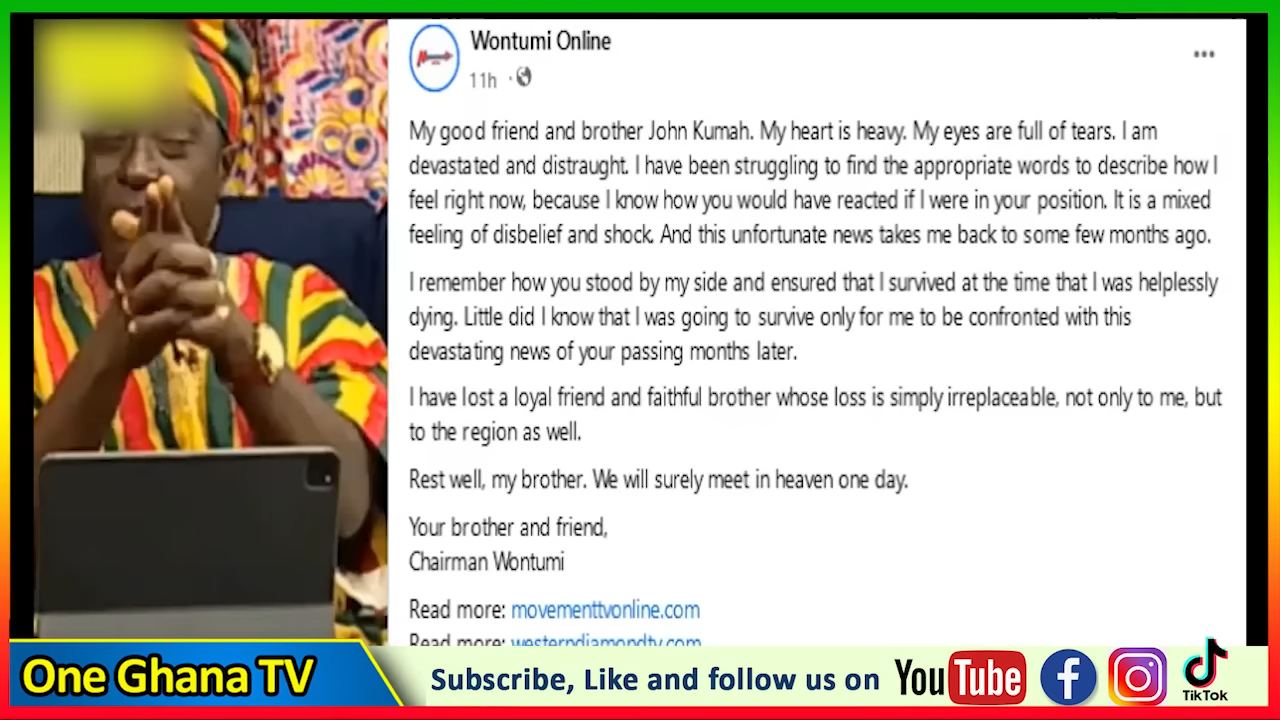 Wontumi Online
11h
My good friend and brother John Kumah. My heart is heavy. My eyes are full of tears. I am
devastated and distraught. I have been struggling to find the appropriate words to describe how I
feel right now, because I know how you would have reacted if I were in your position. It is a mixed
feeling of disbelief and shock. And this unfortunate news takes me back to some few months ago.
I remember how you stood by my side and ensured that I survived at the time that I was helplessly
dying. Little did I know that I was going to survive only for me to be confronted with this
devastating news of your passing months later.
I have lost a loyal friend and faithful brother whose loss is simply irreplaceable, not only to me, but
to the region as well.
Rest well, my brother. We will surely meet in heaven one day.
Your brother and friend,
Chairman Wontumi
Read more: movementtvonline.com
Read more: westerndiamondtv.com
One Ghana TV
Subscribe, Like and follow us on YouTube
TikTok